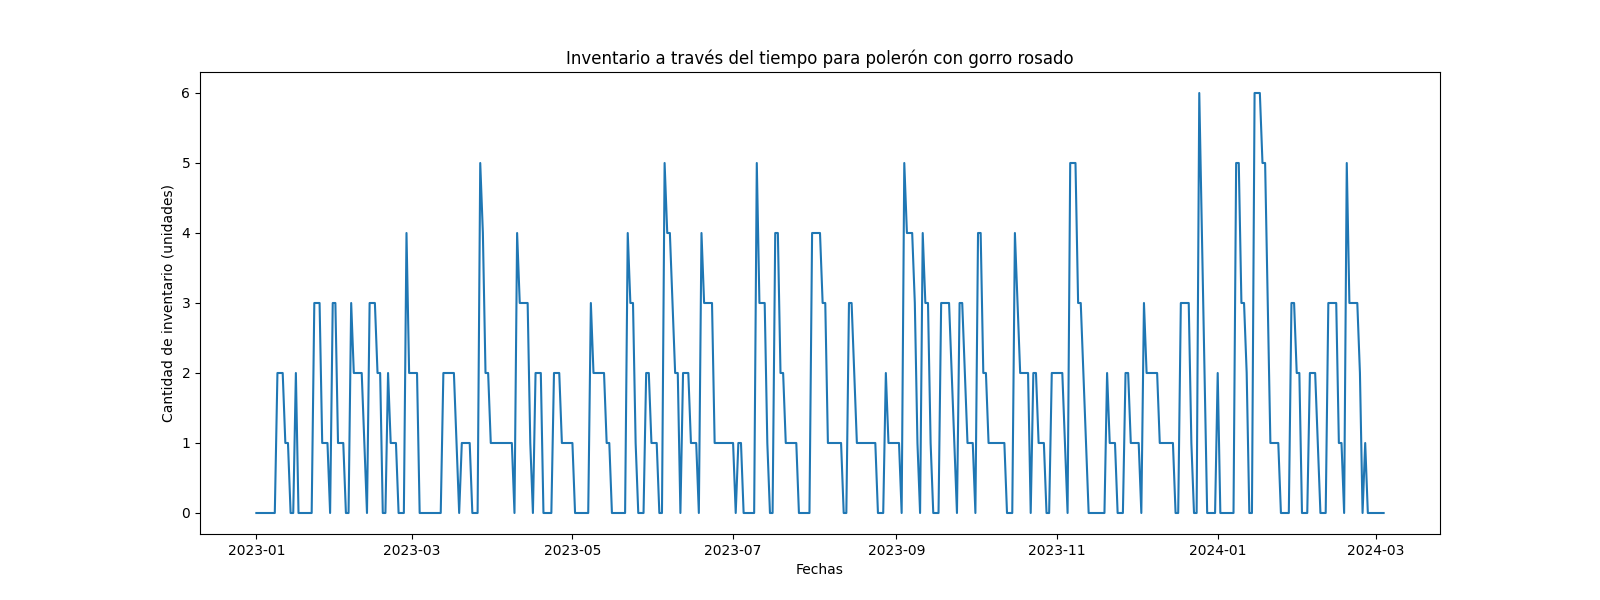 Inventario a través del tiempo para polerón con gorro rosado
Cantidad de inventario (unidades)
6
5
4
3
2
1
0
2023-01 2023-03 2023-05 2023-07 2023-09 2023-11 2024-01 2024-03
Fechas